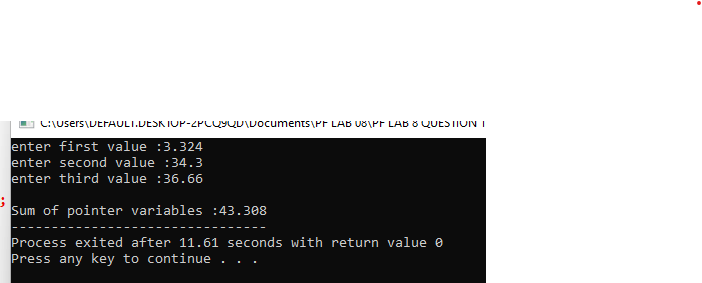 C:\Users\DEFAULT.DESKTOP-2PCQ9QD\Documents\PF LAB 08\PF LAB 8 QUESTION 1
enter first value :3.324
enter second value :34.3
enter third value :36.66
;
Sum of pointer variables :43.308
--------------------------------
Process exited after 11.61 seconds with return value 0
Press any key to continue . . .